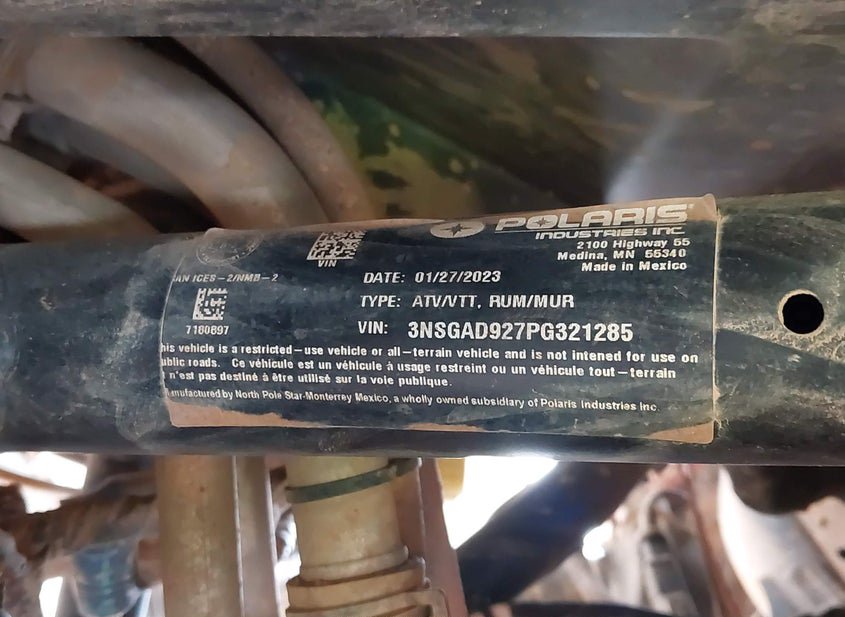 POLARIS
INDUSTRIES INC.
2100 Highway 55
Medina, MN 55340
Made in Mexico
VIN
AN ICES-2/NMB-2
7180897
DATE: 01/27/2023
TYPE: ATV/VTT, RUM/MUR
VIN: 3NSGAD927PG321285
his vehicle is a restricted-use vehicle or all-terrain vehicle and is not intened for use on
ublic roads. Ce véhicule est un véhicule à usage restreint ou un véhicule tout-terrain
n'est pas destiné à être utilisé sur la voie publique.
nufactured by North Pole Star-Monterrey Mexico, a wholly owned subsidiary of Polaris Industries Inc.